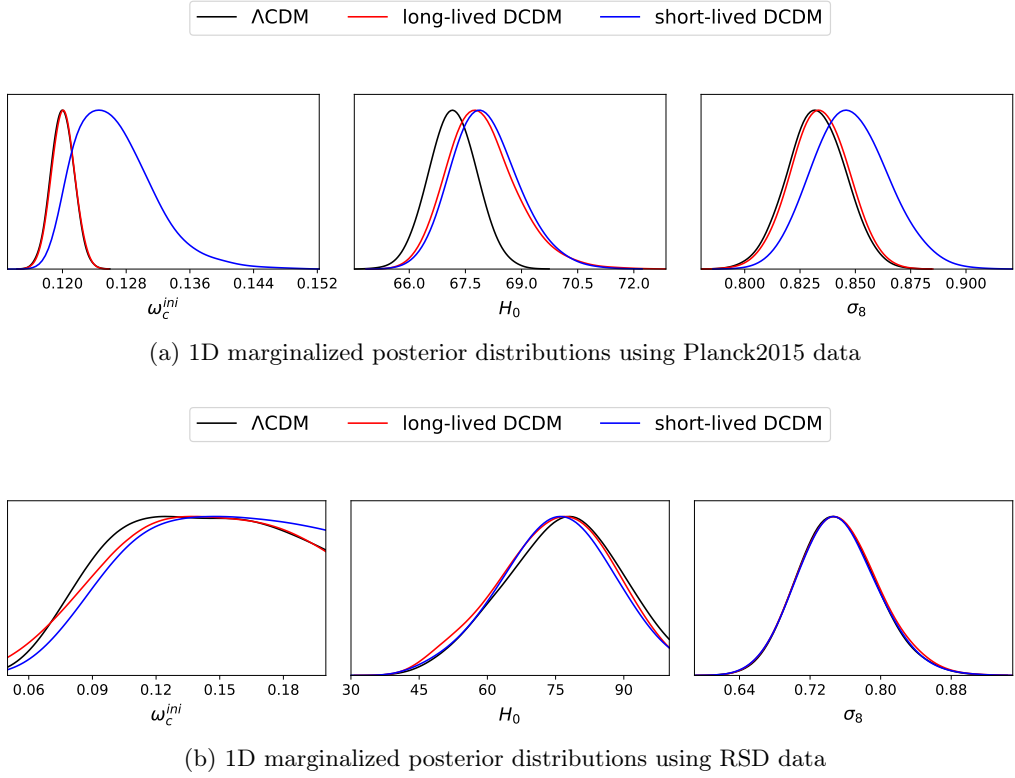 ΛCDM long-lived DCDM short-lived DCDM
0.120 0.128 0.136 0.144 0.152 66.0 67.5 69.0 70.5 72.0 0.800 0.825 0.850 0.875 0.900
ω_c^{ini} H_0 σ_8
(a) 1D marginalized posterior distributions using Planck2015 data
ΛCDM long-lived DCDM short-lived DCDM
0.06 0.09 0.12 0.15 0.18 30 45 60 75 90 0.64 0.72 0.80 0.88
ω_c^{ini} H_0 σ_8
(b) 1D marginalized posterior distributions using RSD data